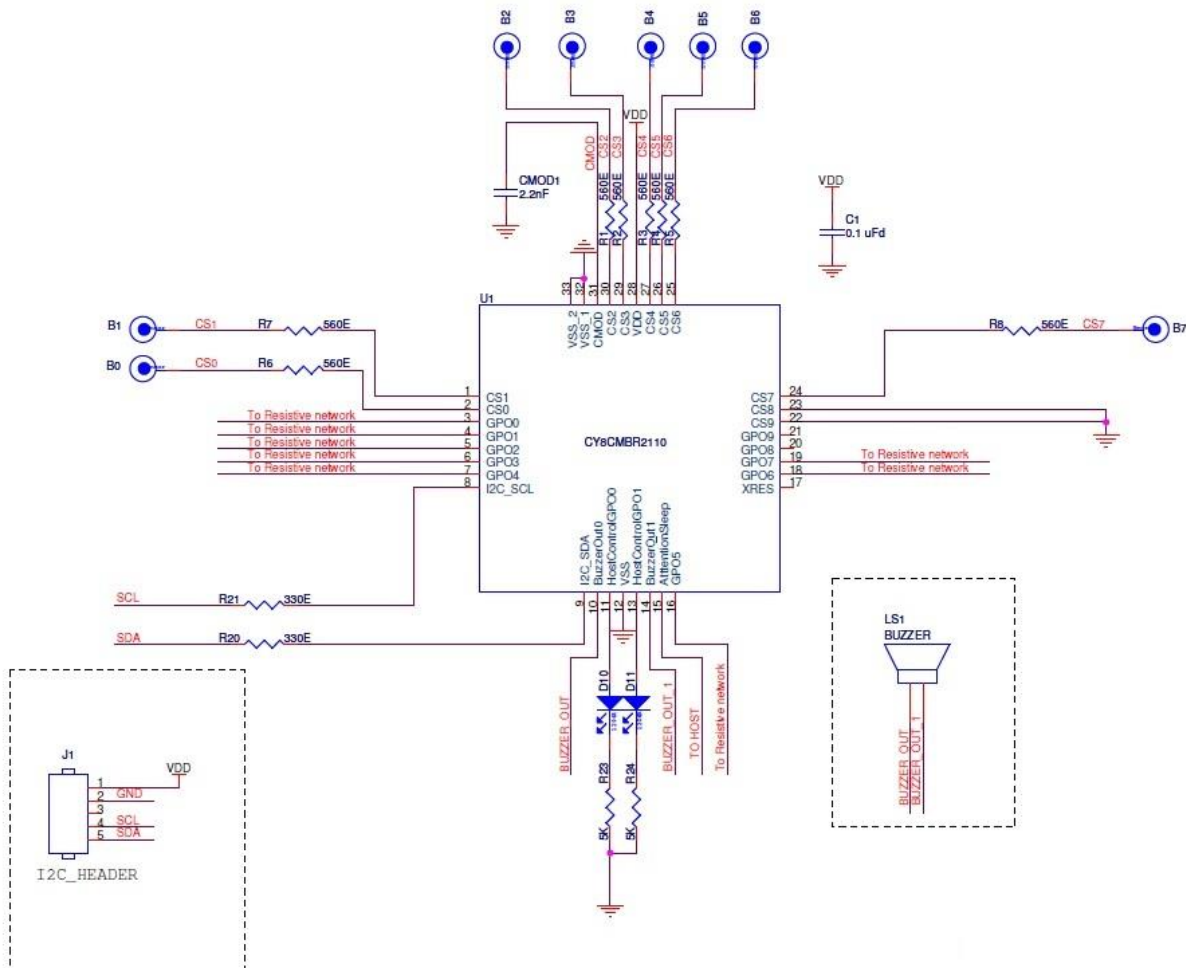 B2
B3
B4
B5
B6
VDD
CMOD
CS2
CS3
CS4
CS5
CS6
CMOD1
2.2nF
560E
560E
560E
560E
560E
R1
R2
R3
R4
R5
VDD
C1
0.1 uFd
33
32
31
30
29
28
27
26
25
U1
VSS_2
VSS_1
CMOD
CS2
CS3
VDD
CS4
CS5
CS6
B1
CS1
R7
560E
B0
CS0
R6
560E
R8
560E
CS7
B7
1 CS1
2 CS0
To Resistive network 3 GPO0
To Resistive network 4 GPO1
To Resistive network 5 GPO2
To Resistive network 6 GPO3
To Resistive network 7 GPO4
8 I2C_SCL
CY8CMBR2110
CS7 24
CS8 23
CS9 22
GPO9 21
GPO8 20
GPO7 19 To Resistive network
GPO6 18 To Resistive network
XRES 17
I2C_SDA
BuzzerOut0
HostControlGPO0
VSS
HostControlGPO1
BuzzerOut1
AttentionSleep
GPO5
9
10
11
12
13
14
15
16
SCL R21 330E
SDA R20 330E
D10
D11
BUZZER_OUT
BUZZER_OUT_1
TO HOST
To Resistive network
R23
R24
5K
5K
LS1
BUZZER
BUZZER_OUT
BUZZER_OUT_1
J1
VDD
1
2 GND
3
4 SCL
5 SDA
I2C_HEADER